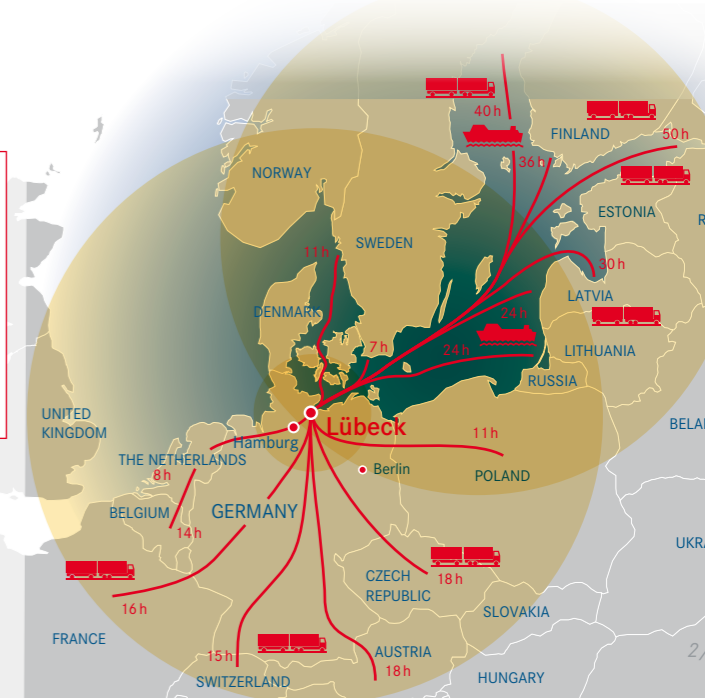 40 h
FINLAND
50 h
36 h
NORWAY
ESTONIA
SWEDEN
11 h
30 h
LATVIA
DENMARK
24 h
7 h
24 h
LITHUANIA
RUSSIA
UNITED
KINGDOM
Lübeck
11 h
Hamburg
THE NETHERLANDS
8 h
Berlin
POLAND
BELGIUM
GERMANY
14 h
CZECH
REPUBLIC
18 h
16 h
SLOVAKIA
FRANCE
15 h
AUSTRIA
18 h
SWITZERLAND
HUNGARY